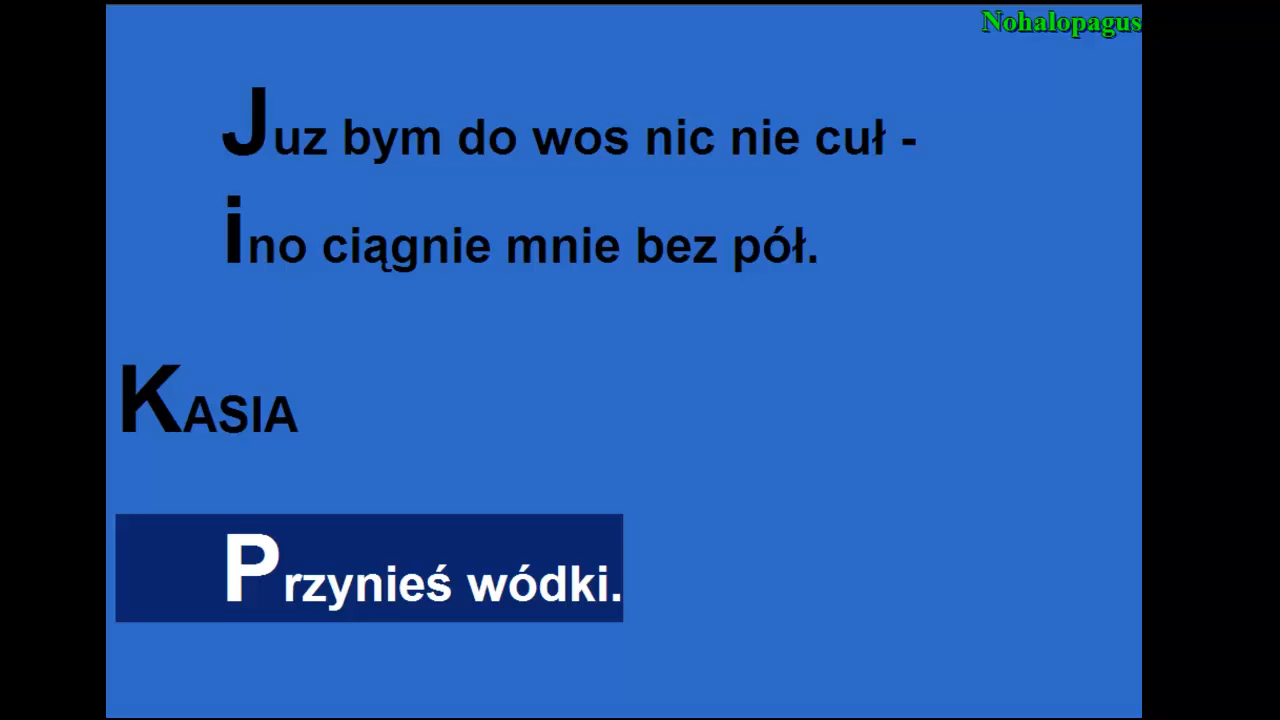 Nohalopagus
Juz bym do wos nic nie cuł -
ino ciągnie mnie bez pół.
KASIA
Przynieś wódki.